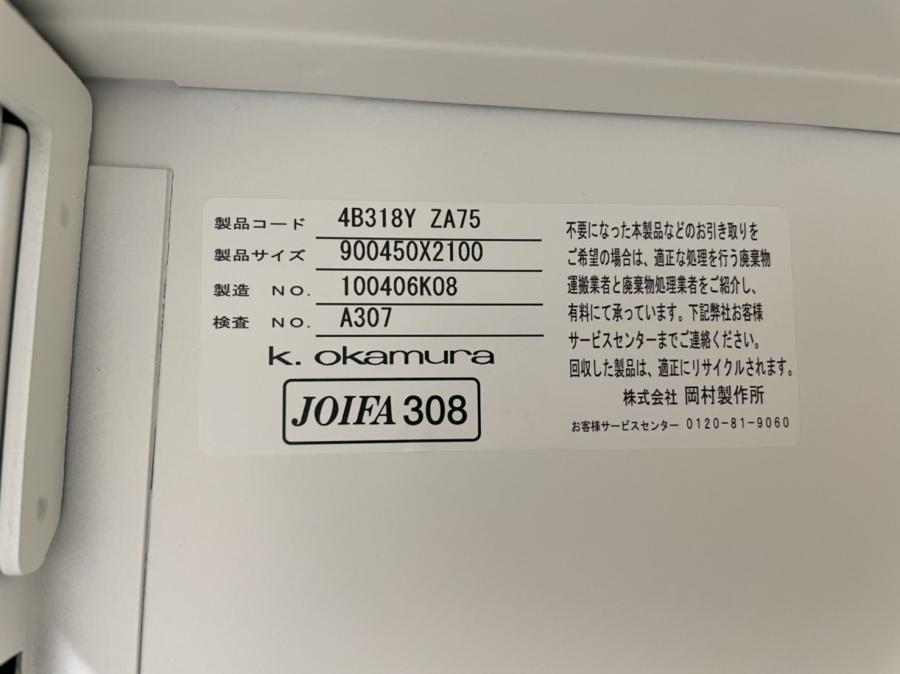 製品コード 4B318Y ZA75
製品サイズ 900450X2100
製造 NO. 100406K08
検査 NO. A307
k. okamura
JOIFA 308
不要になった本製品などのお引き取りを
ご希望の場合は、適正な処理を行う廃棄物
運搬業者と廃棄物処理業者をご紹介し、
有料にて承っています。下記弊社お客様
サービスセンターまでご連絡ください。
回収した製品は、適正にリサイクルされます。
株式会社 岡村製作所
お客様サービスセンター 0120-81-9060